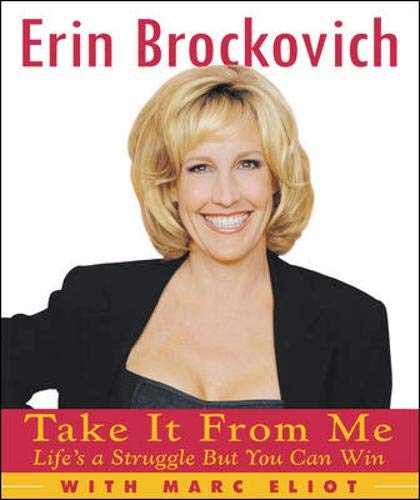 Erin Brockovich
Take It From Me
Life's a Struggle But You Can Win
WITH MARC ELIOT